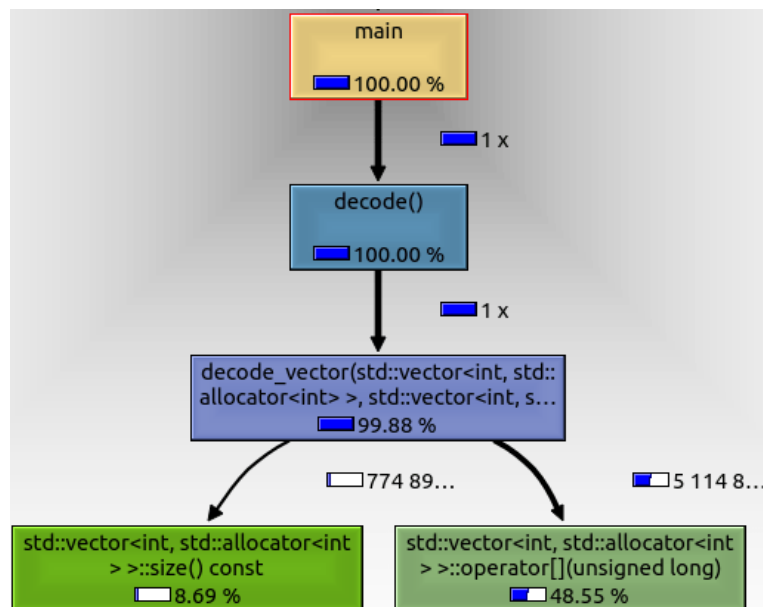 main
100.00 %
1 x
decode()
100.00 %
1 x
decode_vector(std::vector<int, std::
allocator<int> >, std::vector<int, s...
99.88 %
774 89...
5 114 8...
std::vector<int, std::allocator<int
> >::size() const
8.69 %
std::vector<int, std::allocator<int
> >::operator[](unsigned long)
48.55 %